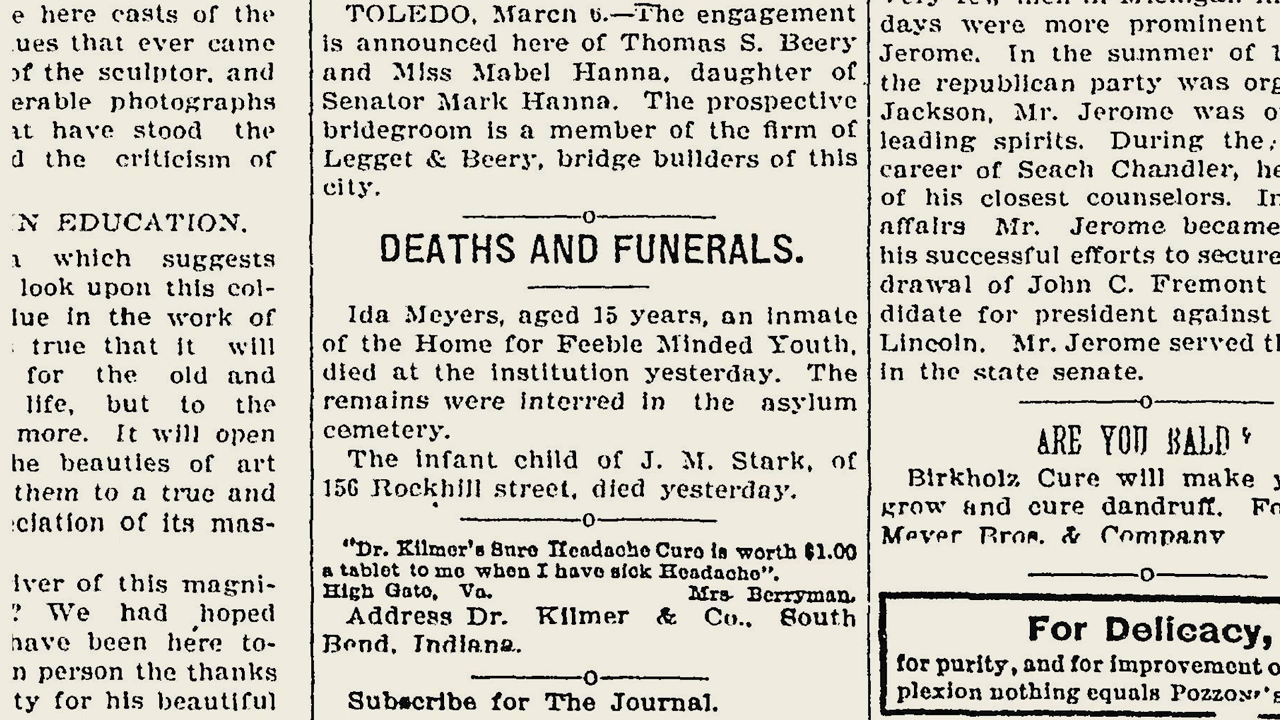 e here casts of the
ues that ever came
of the sculptor, and
erable photographs
at have stood the
d the criticism of
N EDUCATION.
which suggests
look upon this col-
lue in the work of
true that it will
for the old and
life, but to the
more. It will open
he beauties of art
them to a true and
ciation of its mas-
iver of this magni-
? We had hoped
have been here to-
n person the thanks
ty for his beautiful
TOLEDO, March 6.—The engagement
is announced here of Thomas S. Beery
and Miss Mabel Hanna, daughter of
Senator Mark Hanna. The prospective
bridegroom is a member of the firm of
Legget & Beery, bridge builders of this
city.
DEATHS AND FUNERALS.
Ida Meyers, aged 15 years, an inmate
of the Home for Feeble Minded Youth,
died at the institution yesterday. The
remains were interred in the asylum
cemetery.
The infant child of J. M. Stark, of
156 Rockhill street, died yesterday.
"Dr. Kilmer's Sure Headache Cure is worth $1.00
a tablet to me when I have sick Headache".
High Gate, Va. Mrs. Berryman.
Address Dr. Kilmer & Co., South
Bend, Indiana.
Subscribe for The Journal.
very few men in Michigan
days were more prominent
Jerome. In the summer of 1
the republican party was org
Jackson, Mr. Jerome was o
leading spirits. During the
career of Seach Chandler, he
of his closest counselors. In
affairs Mr. Jerome became
his successful efforts to secure
drawal of John C. Fremont
didate for president against
Lincoln. Mr. Jerome served th
in the state senate.
ARE YOU BALD?
Birkholz Cure will make y
grow and cure dandruff. Fo
Meyer Bros. & Company
For Delicacy,
for purity, and for improvement o
plexion nothing equals Pozzoni's